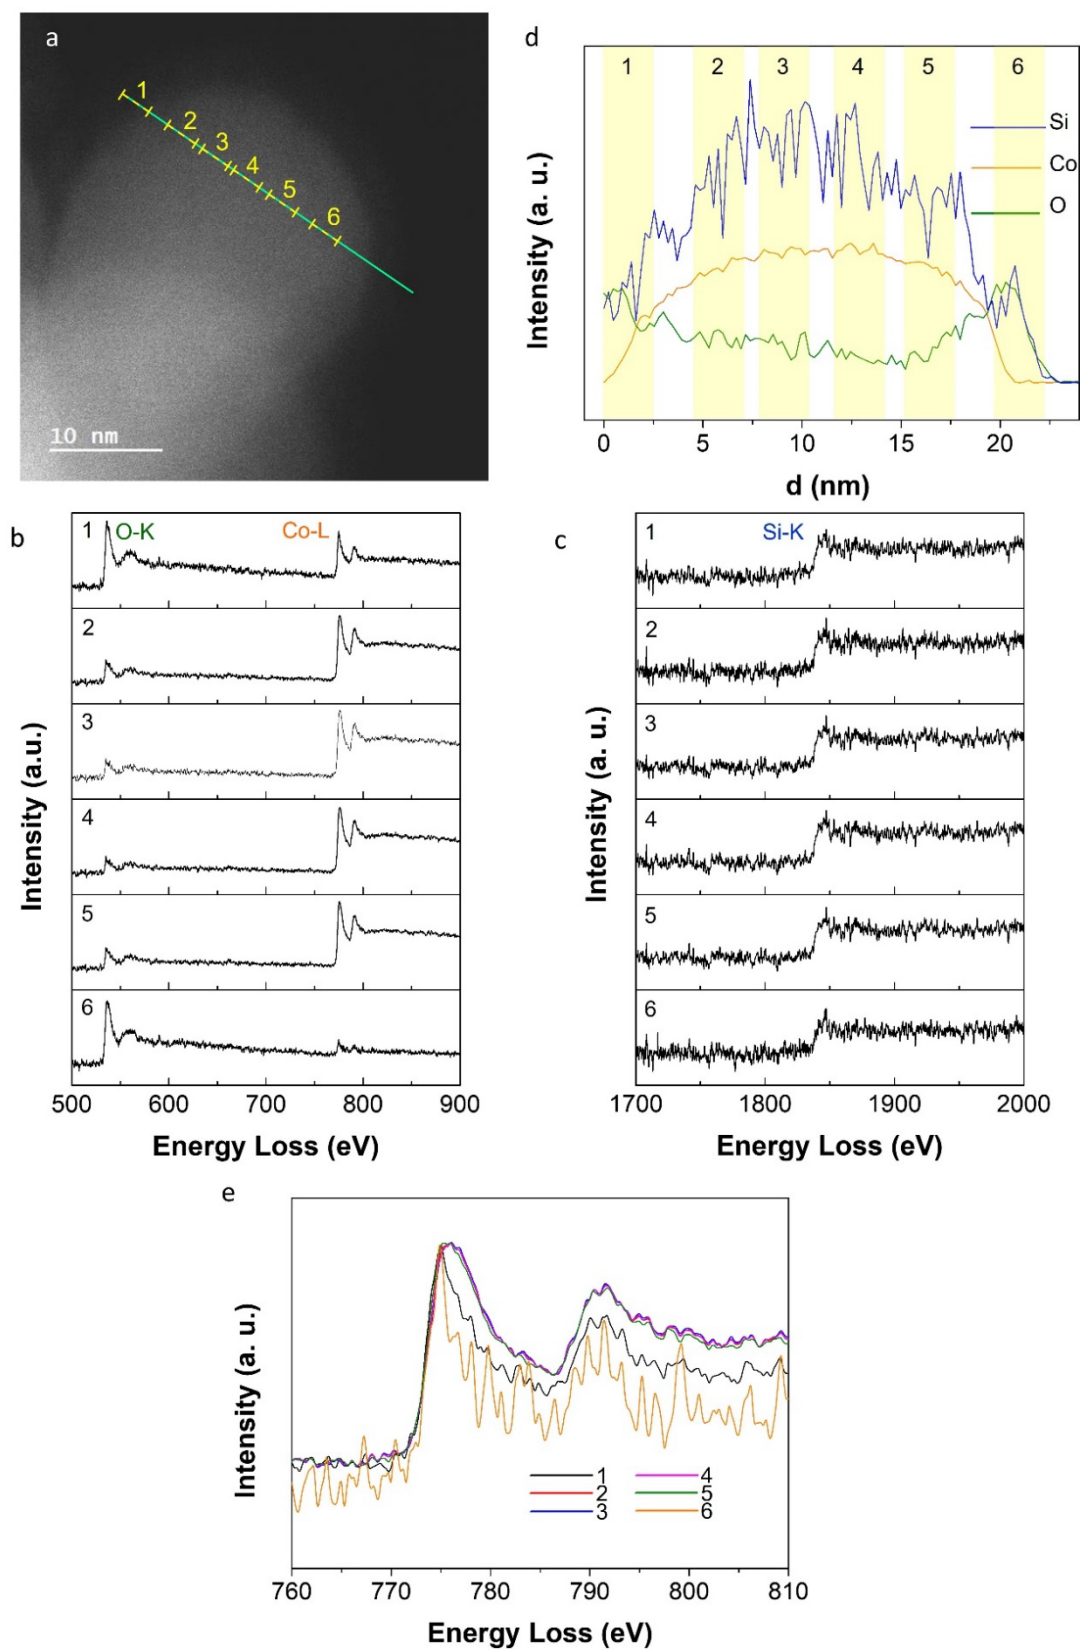 a
1
2
3
4
5
6
10 nm
d
1 2 3 4 5 6
Si
Co
O
Intensity (a. u.)
0 5 10 15 20
d (nm)
b
1 O-K Co-L
2
3
4
5
6
Intensity (a.u.)
500 600 700 800 900
Energy Loss (eV)
c
1 Si-K
2
3
4
5
6
Intensity (a. u.)
1700 1800 1900 2000
Energy Loss (eV)
e
Intensity (a. u.)
1 4
2 5
3 6
760 770 780 790 800 810
Energy Loss (eV)